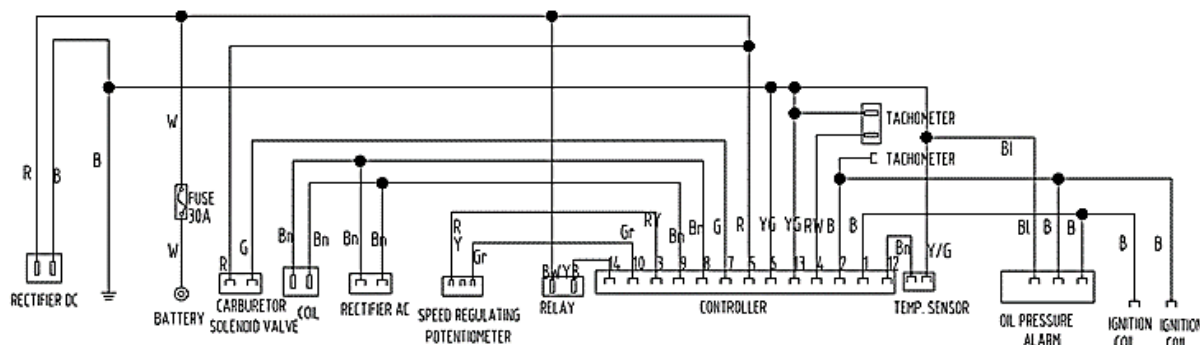 W
TACHOMETER
Bl
TACHOMETER
R
B
B
FUSE
30A
W
R
G
Bn
Bn
Bn
Bn
R
Y
Gr
Gr
RY
Bn
Bn
G
R
YG
YG
RW
B
B
Bn
Y/G
Bl
B
B
B
B
14 10 3 9 8 7 5 6 13 4 2 1 12
RECTIFIER DC
BATTERY
CARBURETOR
SOLENOID VALVE
COIL
RECTIFIER AC
SPEED REGULATING
POTENTIOMETER
RELAY
CONTROLLER
TEMP. SENSOR
OIL PRESSURE
ALARM
IGNITION
COIL
IGNITION
COIL